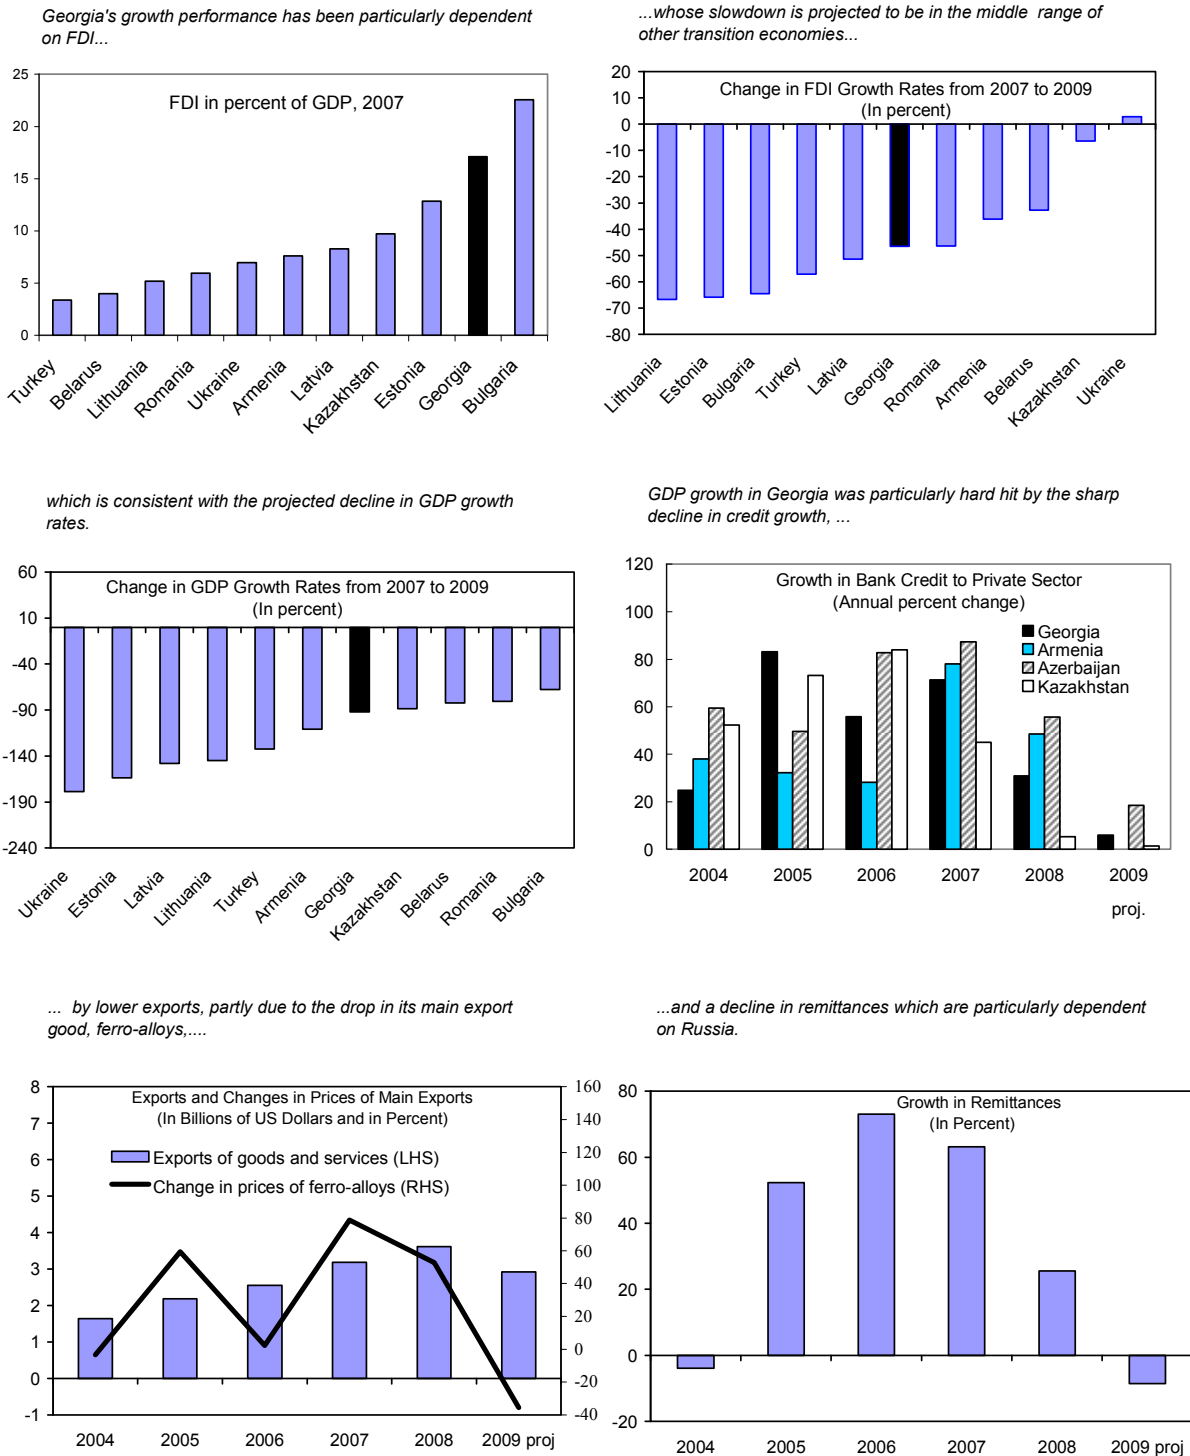 Georgia's growth performance has been particularly dependent
on FDI...
25
20
15
10
5
0
FDI in percent of GDP, 2007
Turkey
Belarus
Lithuania
Romania
Ukraine
Armenia
Latvia
Kazakhstan
Estonia
Georgia
Bulgaria
...whose slowdown is projected to be in the middle range of
other transition economies...
20
10
0
-10
-20
-30
-40
-50
-60
-70
-80
Change in FDI Growth Rates from 2007 to 2009
(In percent)
Lithuania
Estonia
Bulgaria
Turkey
Latvia
Georgia
Romania
Armenia
Belarus
Kazakhstan
Ukraine
which is consistent with the projected decline in GDP growth
rates.
60
10
-40
-90
-140
-190
-240
Change in GDP Growth Rates from 2007 to 2009
(In percent)
Ukraine
Estonia
Latvia
Lithuania
Turkey
Armenia
Georgia
Kazakhstan
Belarus
Romania
Bulgaria
GDP growth in Georgia was particularly hard hit by the sharp
decline in credit growth, ...
120
100
80
60
40
20
0
Growth in Bank Credit to Private Sector
(Annual percent change)
Georgia
Armenia
Azerbaijan
Kazakhstan
2004 2005 2006 2007 2008 2009
proj.
... by lower exports, partly due to the drop in its main export
good, ferro-alloys,....
8
7
6
5
4
3
2
1
0
-1
Exports and Changes in Prices of Main Exports
(In Billions of US Dollars and in Percent)
Exports of goods and services (LHS)
Change in prices of ferro-alloys (RHS)
160
140
120
100
80
60
40
20
0
-20
-40
2004 2005 2006 2007 2008 2009 proj
...and a decline in remittances which are particularly dependent
on Russia.
80
60
40
20
0
-20
Growth in Remittances
(In Percent)
2004 2005 2006 2007 2008 2009 proj